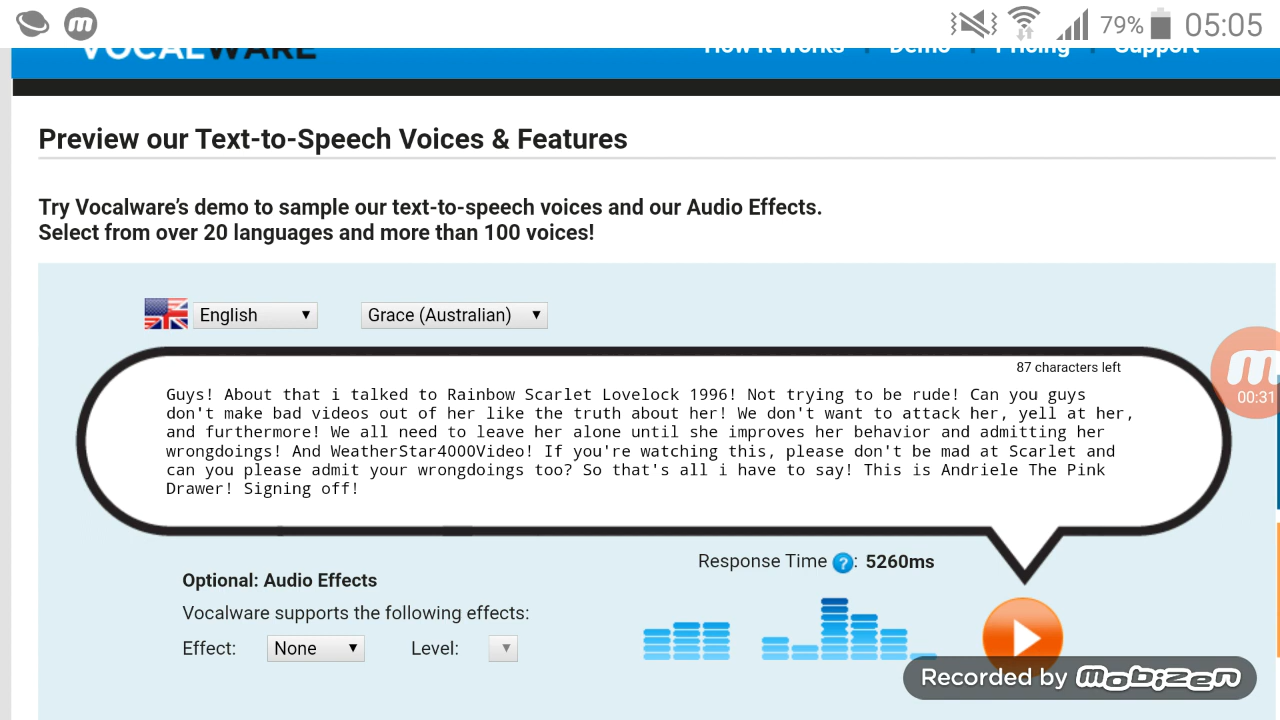 79% 05:05
VOCALWARE How It Works Demo Pricing Support
Preview our Text-to-Speech Voices & Features
Try Vocalware's demo to sample our text-to-speech voices and our Audio Effects.
Select from over 20 languages and more than 100 voices!
English Grace (Australian)
87 characters left
Guys! About that i talked to Rainbow Scarlet Lovelock 1996! Not trying to be rude! Can you guys
don't make bad videos out of her like the truth about her! We don't want to attack her, yell at her,
and furthermore! We all need to leave her alone until she improves her behavior and admitting her
wrongdoings! And WeatherStar4000Video! If you're watching this, please don't be mad at Scarlet and
can you please admit your wrongdoings too? So that's all i have to say! This is Andriele The Pink
Drawer! Signing off!
00:31
Response Time ?: 5260ms
Optional: Audio Effects
Vocalware supports the following effects:
Effect: None Level:
Recorded by mobizen